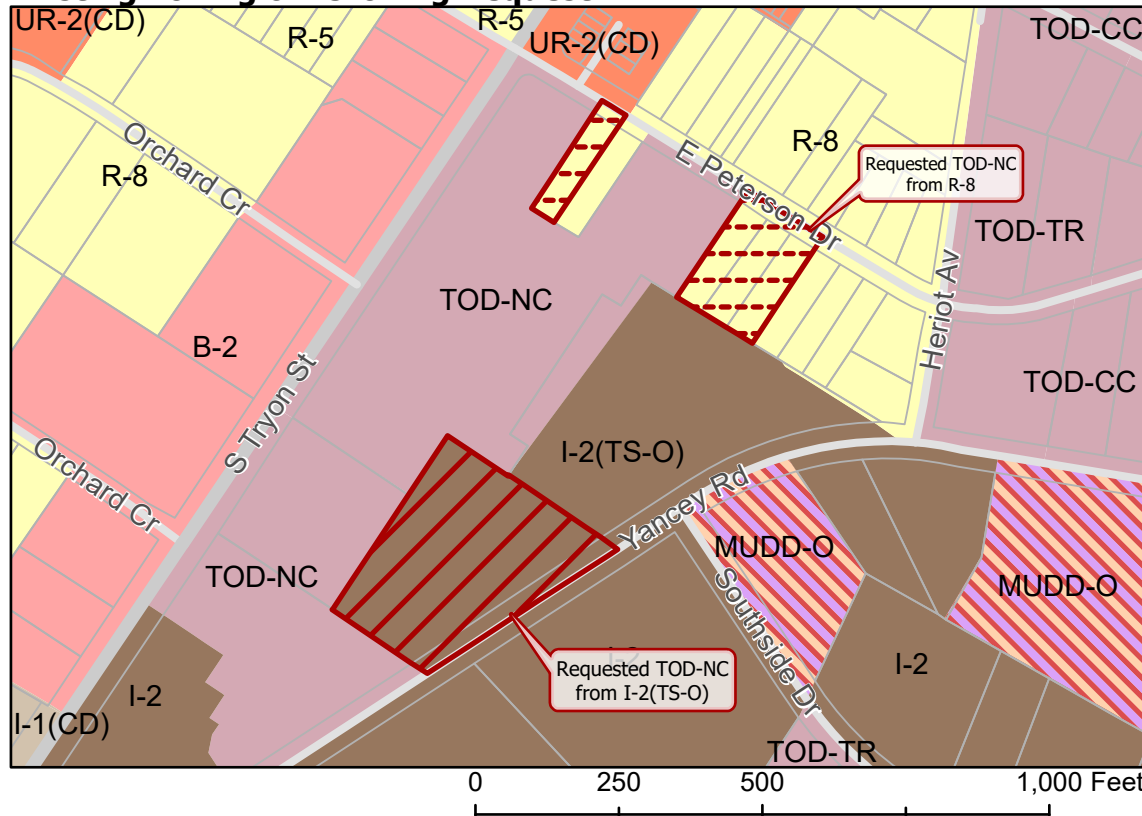 UR-2(CD)
R-5
R-5
UR-2(CD)
TOD-CC
Orchard Cr
R-8
E Peterson Dr
R-8
Requested TOD-NC
from R-8
TOD-TR
TOD-NC
Heriot Av
B-2
S Tryon St
TOD-CC
Orchard Cr
I-2(TS-O)
Yancey Rd
MUDD-O
TOD-NC
Southside Dr
MUDD-O
Requested TOD-NC
from I-2(TS-O)
I-2
I-2
I-1(CD)
TOD-TR
0 250 500 1,000 Feet